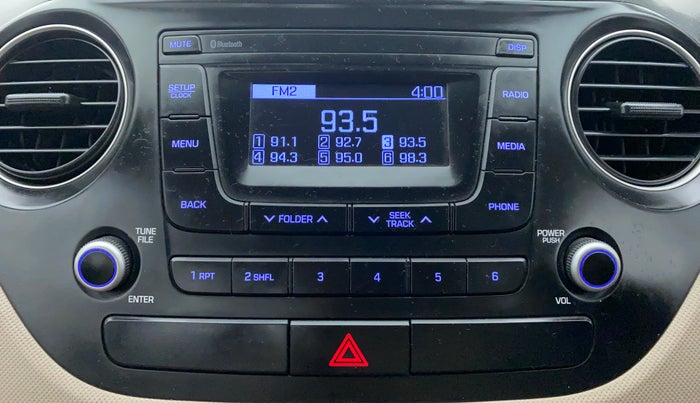 MUTE
Bluetooth
DISP
SETUP
CLOCK
FM2 4:00
RADIO
93.5
MENU
1 91.1 2 92.7 3 93.5
MEDIA
4 94.3 5 95.0 6 98.3
BACK
FOLDER
SEEK
TRACK
PHONE
TUNE
FILE
POWER
PUSH
1 RPT 2 SHFL 3 4 5 6
ENTER
VOL